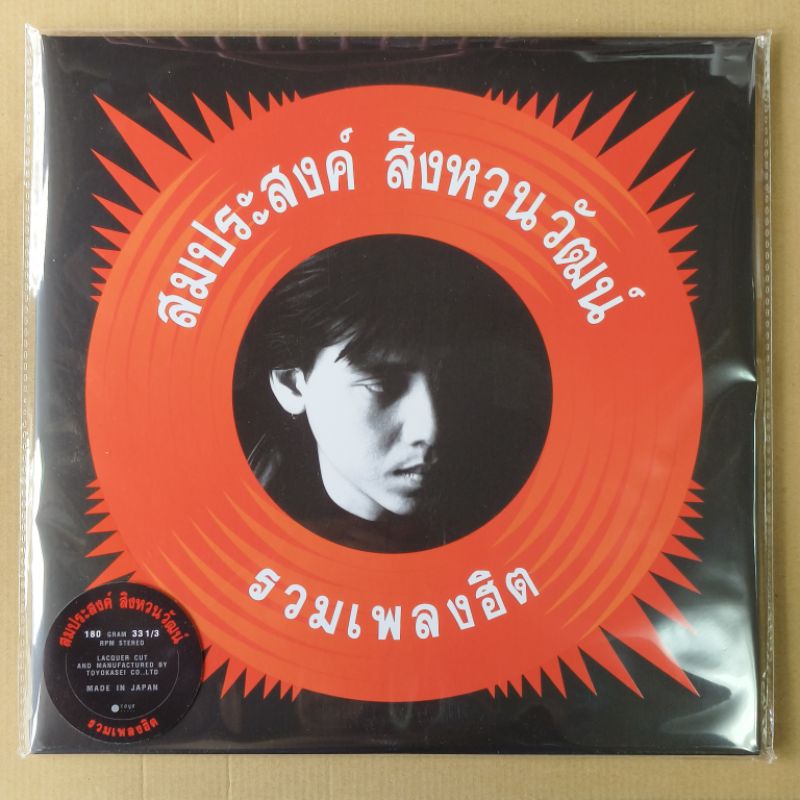 สมประสงค์ สิงหวนวัฒน์
รวมเพลงฮิต
สมประสงค์ สิงหวนวัฒน์
180 GRAM 33 1/3
RPM STEREO
LACQUER CUT
AND MANUFACTURED BY
TOYOKASEI CO.,LTD
MADE IN JAPAN
รวมเพลงฮิต